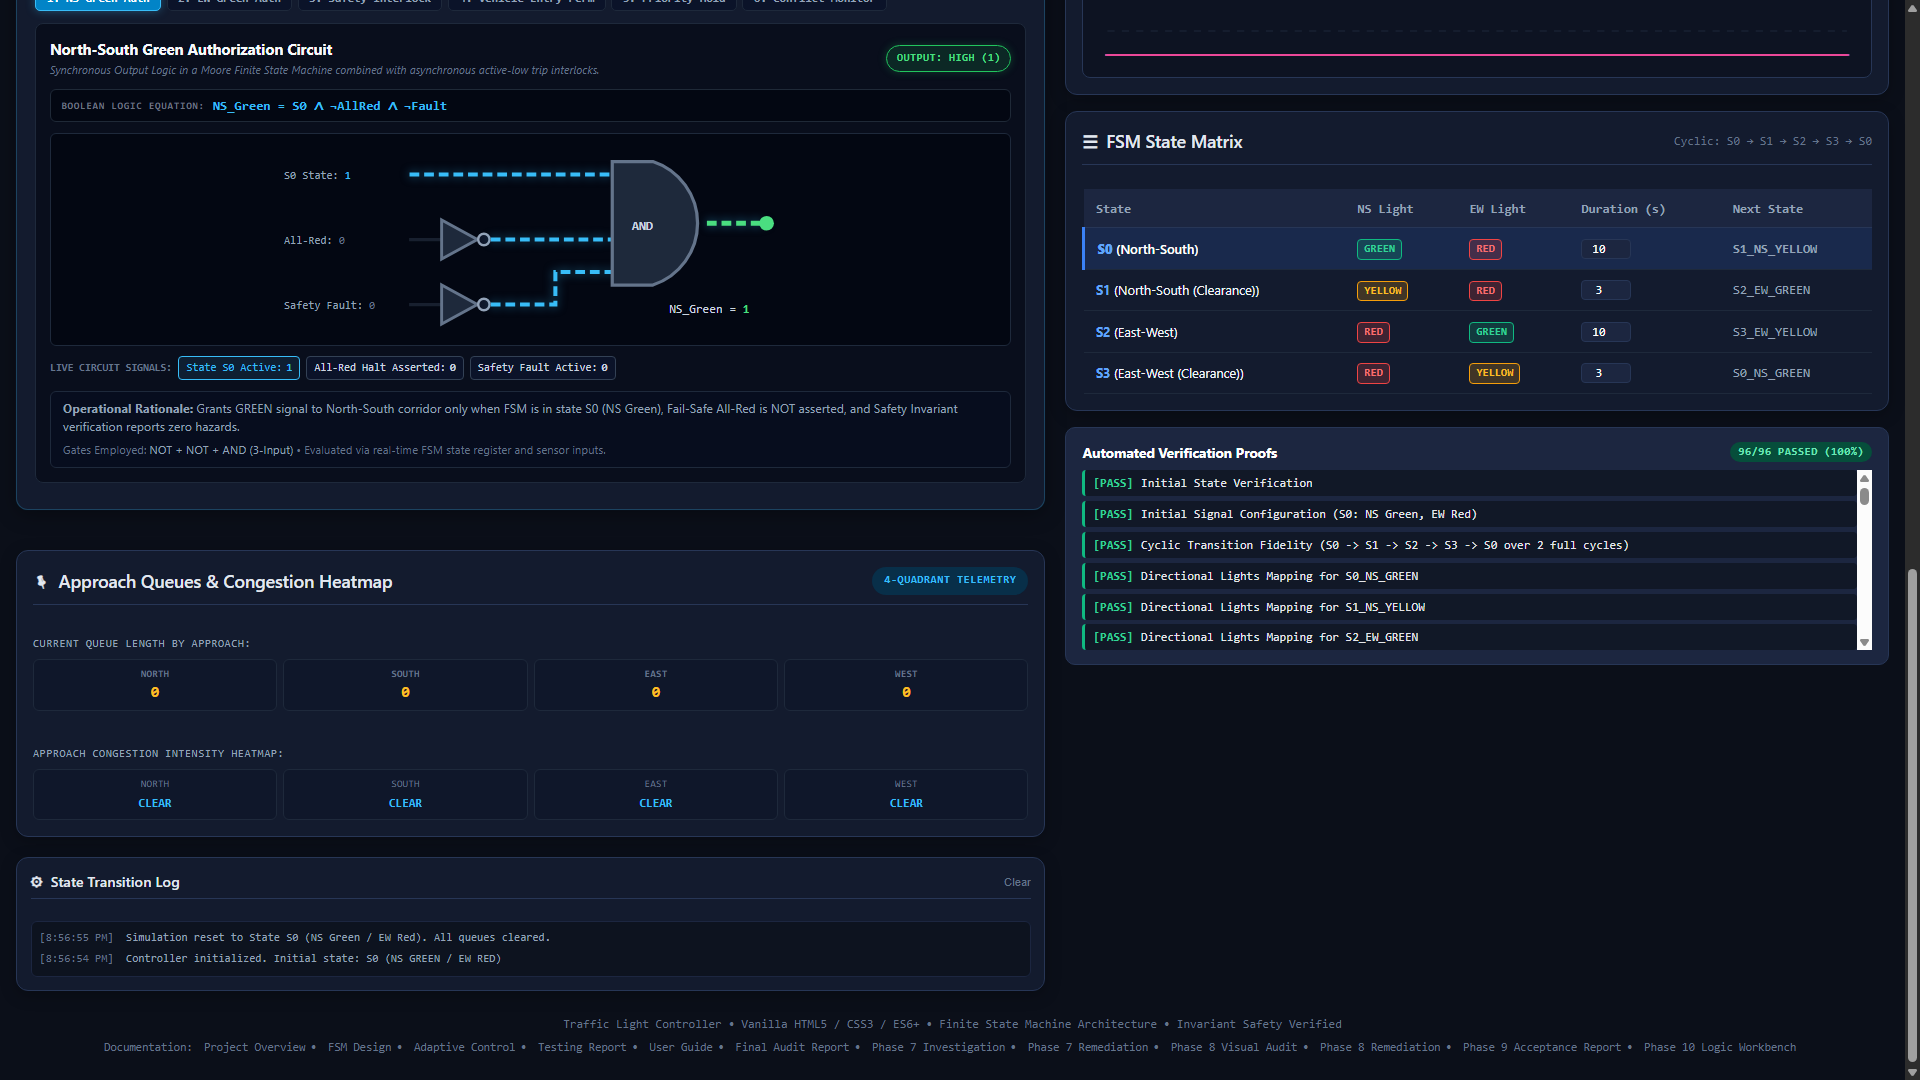 North-South Green Authorization Circuit
Synchronous Output Logic in a Moore Finite State Machine combined with asynchronous active-low trip interlocks.
OUTPUT: HIGH (1)
BOOLEAN LOGIC EQUATION: NS_Green = S0 ∧ ¬AllRed ∧ ¬Fault
S0 State: 1
All-Red: 0
AND
Safety Fault: 0
NS_Green = 1
LIVE CIRCUIT SIGNALS: State S0 Active: 1 All-Red Halt Asserted: 0 Safety Fault Active: 0
Operational Rationale: Grants GREEN signal to North-South corridor only when FSM is in state S0 (NS Green), Fail-Safe All-Red is NOT asserted, and Safety Invariant
verification reports zero hazards.
Gates Employed: NOT + NOT + AND (3-Input) • Evaluated via real-time FSM state register and sensor inputs.
Approach Queues & Congestion Heatmap
4-QUADRANT TELEMETRY
CURRENT QUEUE LENGTH BY APPROACH:
NORTH SOUTH EAST WEST
0 0 0 0
APPROACH CONGESTION INTENSITY HEATMAP:
NORTH SOUTH EAST WEST
CLEAR CLEAR CLEAR CLEAR
State Transition Log
Clear
[8:56:55 PM] Simulation reset to State S0 (NS Green / EW Red). All queues cleared.
[8:56:54 PM] Controller initialized. Initial state: S0 (NS GREEN / EW RED)
FSM State Matrix
Cyclic: S0 → S1 → S2 → S3 → S0
State NS Light EW Light Duration (s) Next State
S0 (North-South) GREEN RED 10 S1_NS_YELLOW
S1 (North-South (Clearance)) YELLOW RED 3 S2_EW_GREEN
S2 (East-West) RED GREEN 10 S3_EW_YELLOW
S3 (East-West (Clearance)) RED YELLOW 3 S0_NS_GREEN
Automated Verification Proofs
96/96 PASSED (100%)
[PASS] Initial State Verification
[PASS] Initial Signal Configuration (S0: NS Green, EW Red)
[PASS] Cyclic Transition Fidelity (S0 -> S1 -> S2 -> S3 -> S0 over 2 full cycles)
[PASS] Directional Lights Mapping for S0_NS_GREEN
[PASS] Directional Lights Mapping for S1_NS_YELLOW
[PASS] Directional Lights Mapping for S2_EW_GREEN
Traffic Light Controller • Vanilla HTML5 / CSS3 / ES6+ • Finite State Machine Architecture • Invariant Safety Verified
Documentation: Project Overview • FSM Design • Adaptive Control • Testing Report • User Guide • Final Audit Report • Phase 7 Investigation • Phase 7 Remediation • Phase 8 Visual Audit • Phase 8 Remediation • Phase 9 Acceptance Report • Phase 10 Logic Workbench